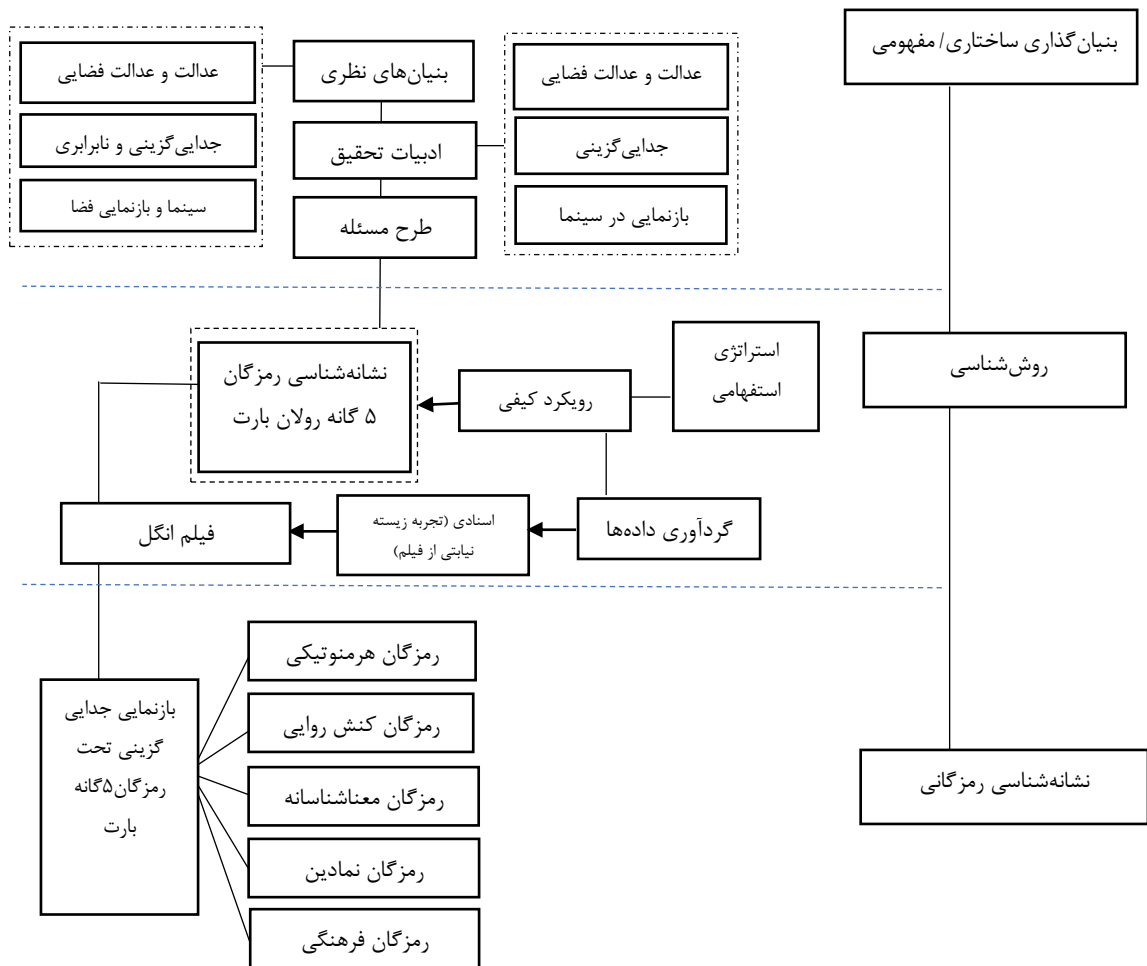 بنیان‌گذاری ساختاری/ مفهومی
عدالت و عدالت فضایی
بنیان‌های نظری
عدالت و عدالت فضایی
جدایی‌گزینی
ادبیات تحقیق
جدایی‌گزینی و نابرابری
بازنمایی در سینما
طرح مسئله
سینما و بازنمایی فضا
روش‌شناسی
استراتژی
استفهامی
رویکرد کیفی
نشانه‌شناسی رمزگان
۵ گانه رولان بارت
گردآوری داده‌ها
اسنادی (تجربه زیسته
نیابتی از فیلم)
فیلم انگل
نشانه‌شناسی رمزگانی
رمزگان هرمنوتیکی
رمزگان کنش روایی
رمزگان معناشناسانه
رمزگان نمادین
رمزگان فرهنگی
بازنمایی جدایی
گزینی تحت
رمزگان۵گانه
بارت